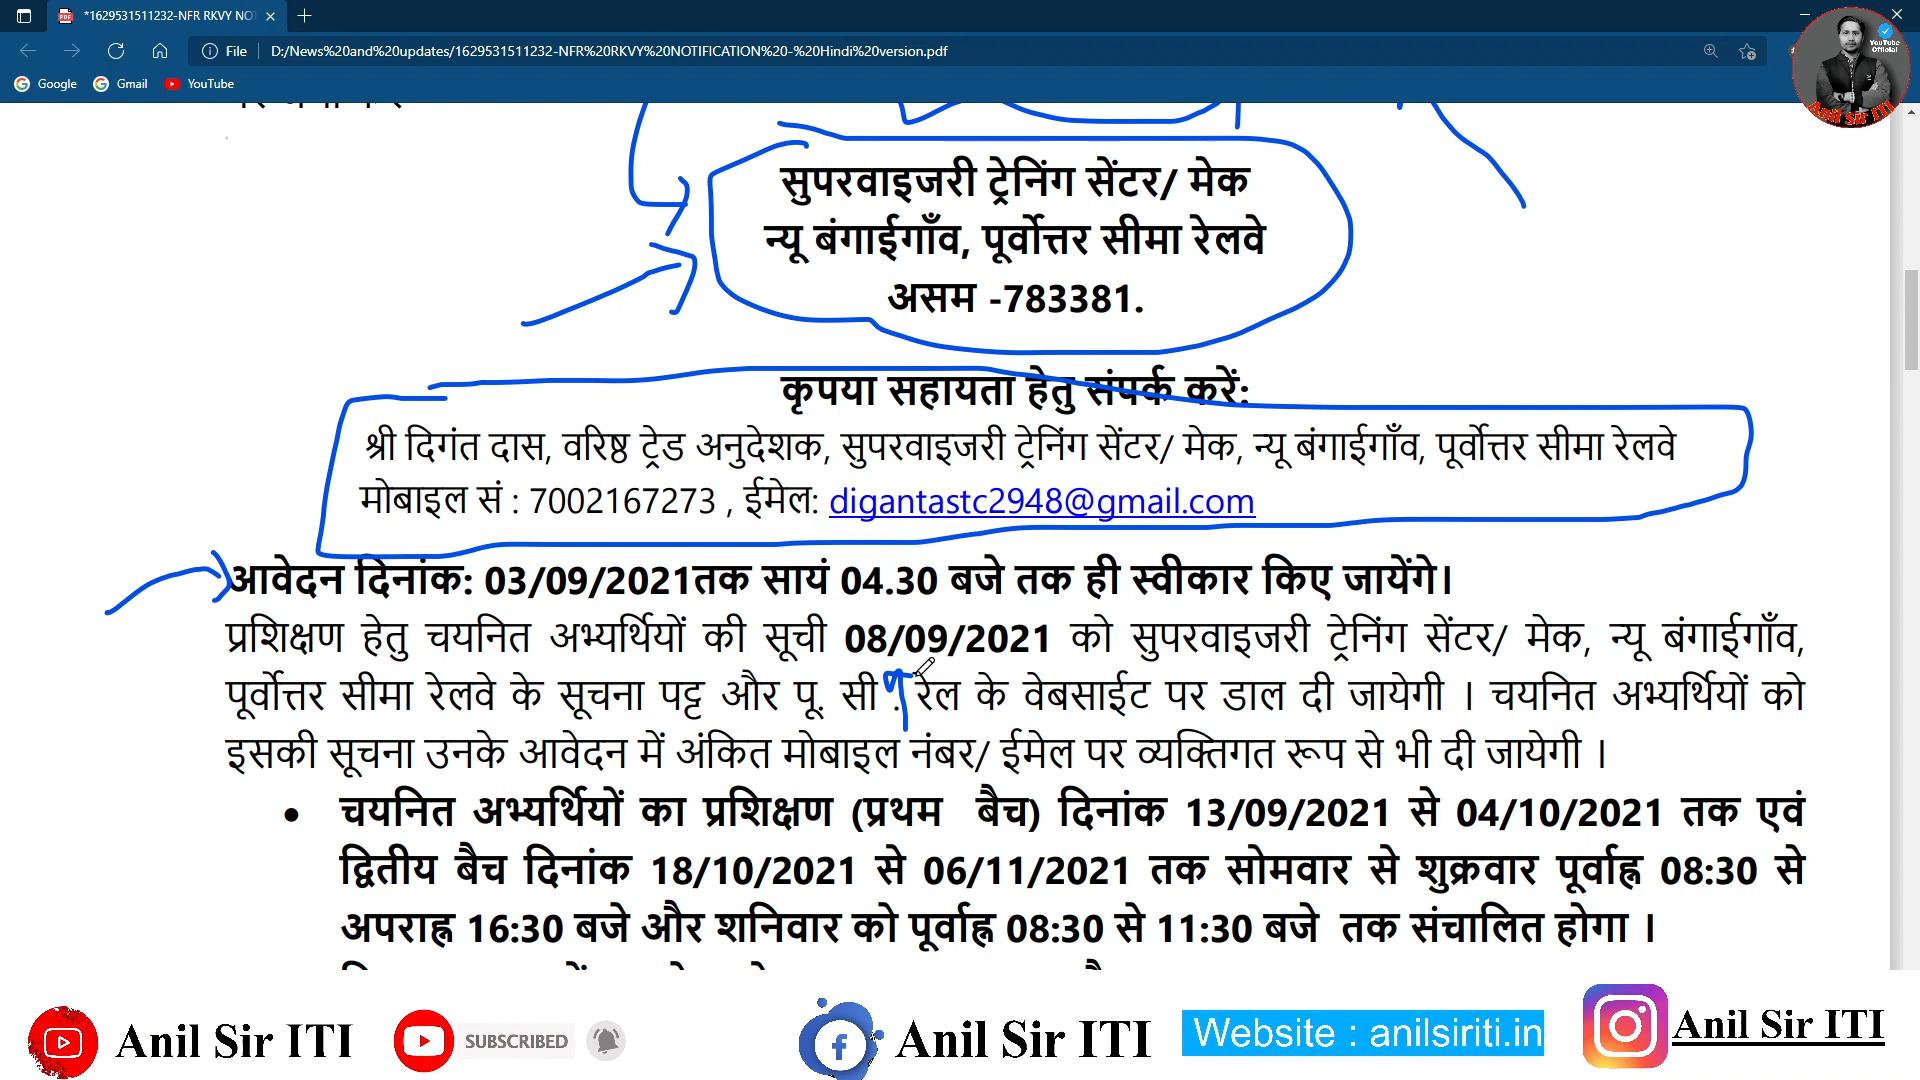 *1629531511232-NFR RKVY NO
File
D:/News%20and%20updates/1629531511232-NFR%20RKVY%20NOTIFICATION%20-%20Hindi%20version.pdf
Google
Gmail
YouTube
YouTube
Official
Anil Sir ITI
सुपरवाइजरी ट्रेनिंग सेंटर/ मेक
न्यू बंगाईगाँव, पूर्वोत्तर सीमा रेलवे
असम -783381.
कृपया सहायता हेतु संपर्क करें:
श्री दिगंत दास, वरिष्ठ ट्रेड अनुदेशक, सुपरवाइजरी ट्रेनिंग सेंटर/ मेक, न्यू बंगाईगाँव, पूर्वोत्तर सीमा रेलवे
मोबाइल सं : 7002167273 , ईमेल: digantastc2948@gmail.com
आवेदन दिनांक: 03/09/2021तक सायं 04.30 बजे तक ही स्वीकार किए जायेंगे।
प्रशिक्षण हेतु चयनित अभ्यर्थियों की सूची 08/09/2021 को सुपरवाइजरी ट्रेनिंग सेंटर/ मेक, न्यू बंगाईगाँव,
पूर्वोत्तर सीमा रेलवे के सूचना पट्ट और पू. सी . रेल के वेबसाईट पर डाल दी जायेगी । चयनित अभ्यर्थियों को
इसकी सूचना उनके आवेदन में अंकित मोबाइल नंबर/ ईमेल पर व्यक्तिगत रूप से भी दी जायेगी ।
• चयनित अभ्यर्थियों का प्रशिक्षण (प्रथम बैच) दिनांक 13/09/2021 से 04/10/2021 तक एवं
द्वितीय बैच दिनांक 18/10/2021 से 06/11/2021 तक सोमवार से शुक्रवार पूर्वाह्न 08:30 से
अपराह्न 16:30 बजे और शनिवार को पूर्वाह्न 08:30 से 11:30 बजे तक संचालित होगा ।
Anil Sir ITI
SUBSCRIBED
Anil Sir ITI
Website : anilsiriti.in
Anil Sir ITI